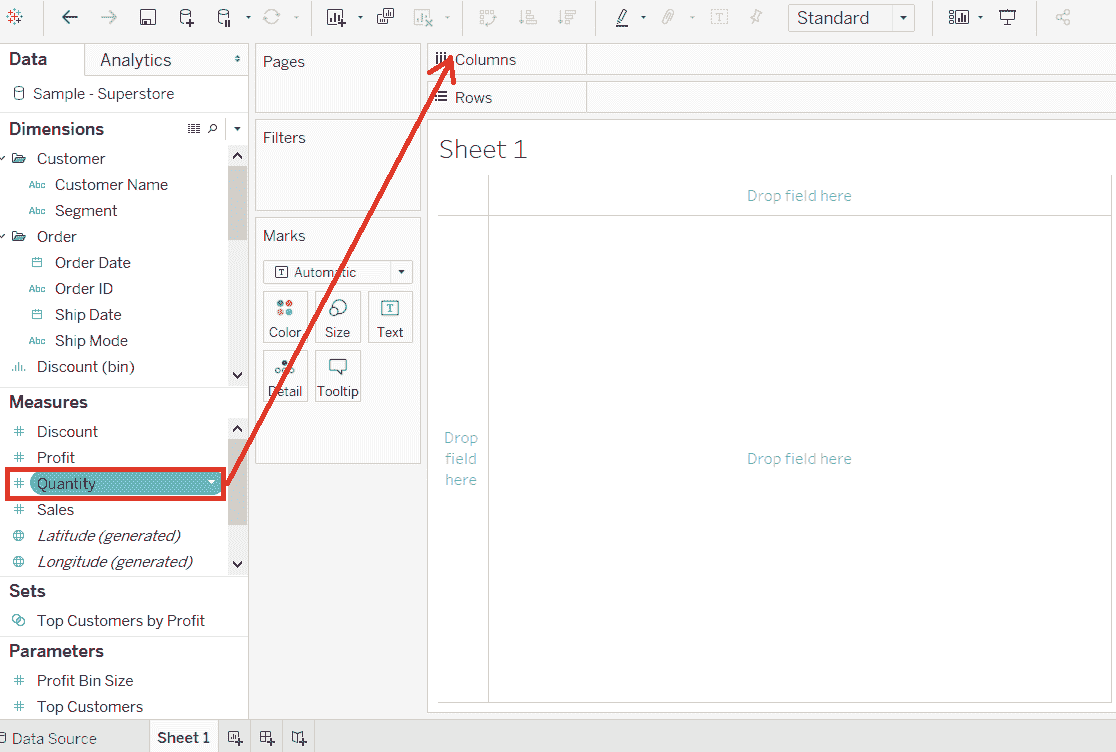 Standard
Data
Analytics
Sample - Superstore
Dimensions
Customer
Abc Customer Name
Abc Segment
Order
Order Date
Abc Order ID
Ship Date
Abc Ship Mode
Discount (bin)
Measures
# Discount
# Profit
# Quantity
# Sales
Latitude (generated)
Longitude (generated)
Sets
Top Customers by Profit
Parameters
# Profit Bin Size
# Top Customers
Pages
Filters
Marks
T Automatic
Color
Size
T
Text
Detail
Tooltip
Columns
Rows
Sheet 1
Drop field here
Drop
field
here
Drop field here
Data Source
Sheet 1